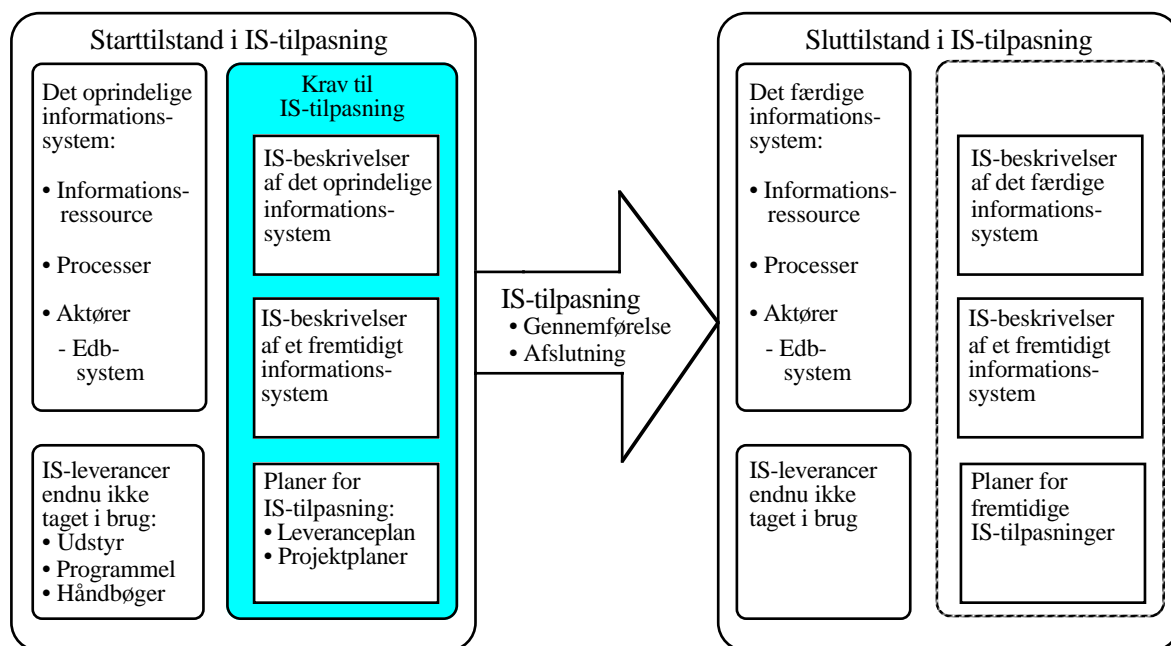 Starttilstand i IS-tilpasning
Det oprindelige
informations-
system:
• Informations-
ressource
• Processer
• Aktører
- Edb-
system
IS-leverancer
endnu ikke
taget i brug:
• Udstyr
• Programmel
• Håndbøger
Krav til
IS-tilpasning
IS-beskrivelser
af det oprindelige
informations-
system
IS-beskrivelser
af et fremtidigt
informations-
system
Planer for
IS-tilpasning:
• Leveranceplan
• Projektplaner
IS-tilpasning
• Gennemførelse
• Afslutning
Sluttilstand i IS-tilpasning
Det færdige
informations-
system:
• Informations-
ressource
• Processer
• Aktører
- Edb-
system
IS-leverancer
endnu ikke
taget i brug
IS-beskrivelser
af det færdige
informations-
system
IS-beskrivelser
af et fremtidigt
informations-
system
Planer for
fremtidige
IS-tilpasninger